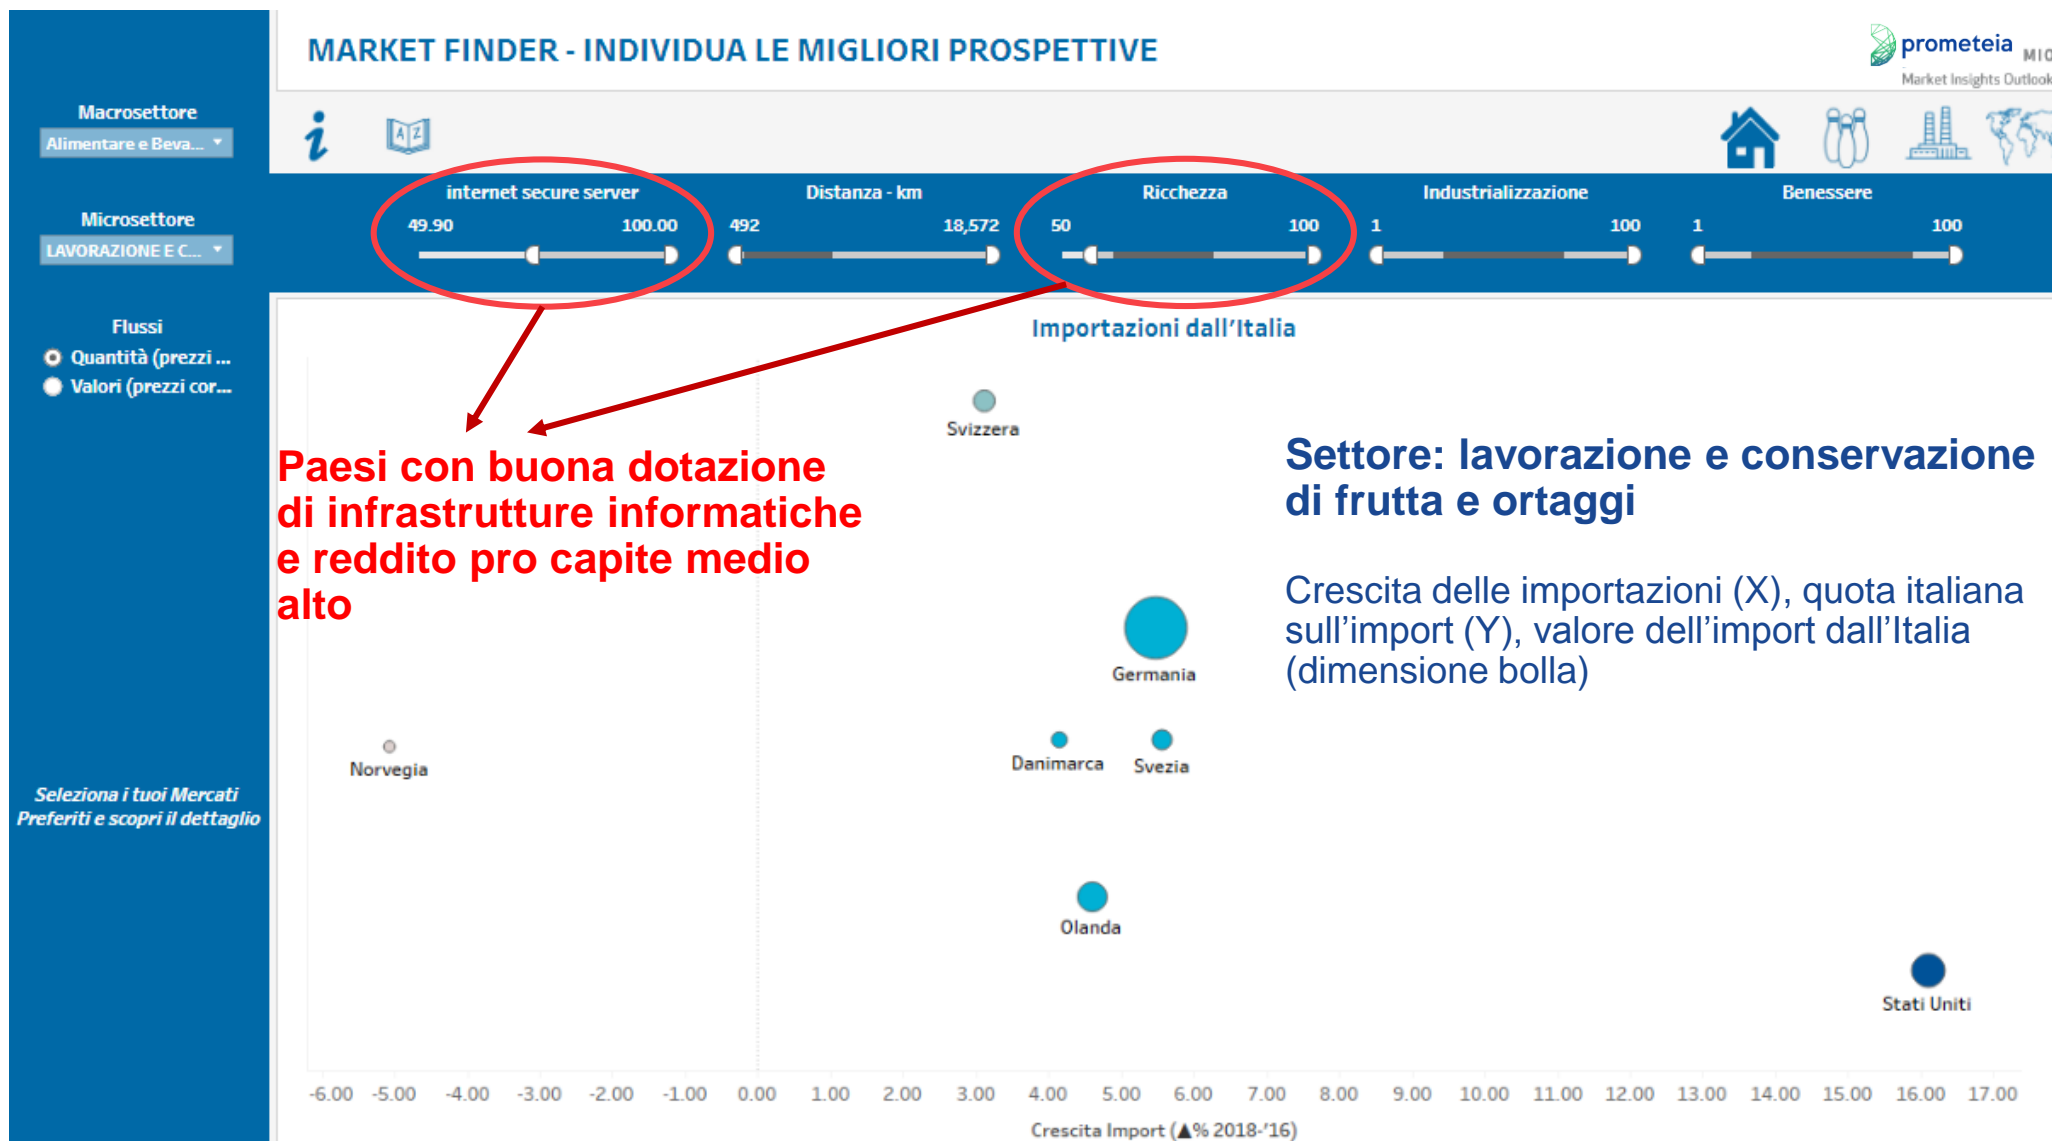 MARKET FINDER - INDIVIDUA LE MIGLIORI PROSPETTIVE
prometeia
Market Insights Outlook
Macrosettore
Alimentare e Beva...
A Z
Microsettore
LAVORAZIONE E C...
internet secure server
49.90 100.00
Distanza - km
492 18,572
Ricchezza
50 100
Industrializzazione
1 100
Benessere
1 100
Flussi
Quantità (prezzi ...
Valori (prezzi cor...
Seleziona i tuoi Mercati
Preferiti e scopri il dettaglio
Importazioni dall'Italia
Svizzera
Paesi con buona dotazione
di infrastrutture informatiche
e reddito pro capite medio
alto
Settore: lavorazione e conservazione
di frutta e ortaggi
Crescita delle importazioni (X), quota italiana
sull'import (Y), valore dell'import dall'Italia
(dimensione bolla)
Germania
Norvegia
Danimarca
Svezia
Olanda
Stati Uniti
-6.00 -5.00 -4.00 -3.00 -2.00 -1.00 0.00 1.00 2.00 3.00 4.00 5.00 6.00 7.00 8.00 9.00 10.00 11.00 12.00 13.00 14.00 15.00 16.00 17.00
Crescita Import (▲% 2018-'16)